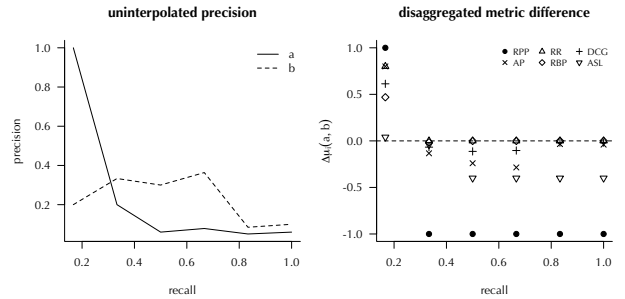 uninterpolated precision
1.0
0.8
0.6
0.4
0.2
precision
0.2 0.4 0.6 0.8 1.0
recall
a
b
disaggregated metric difference
1.0
0.5
0.0
-0.5
-1.0
Δμᵢ(a, b)
RPP RR DCG
AP RBP ASL
0.2 0.4 0.6 0.8 1.0
recall